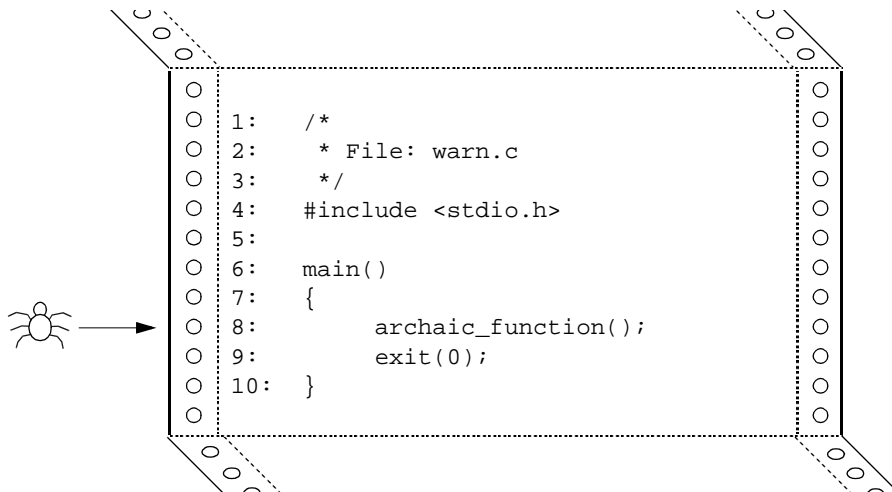 1: /*
2: * File: warn.c
3: */
4: #include <stdio.h>
5:
6: main()
7: {
8: archaic_function();
9: exit(0);
10: }